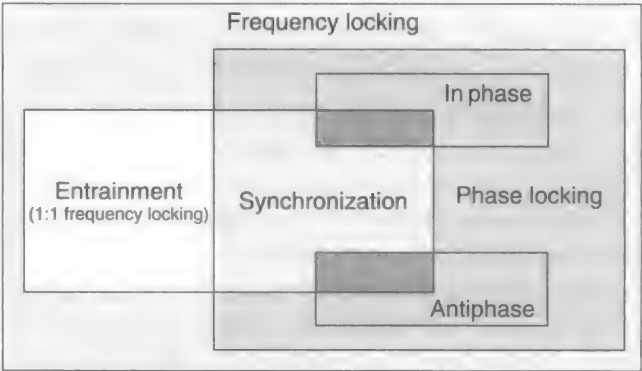 Frequency locking
In phase
Entrainment
(1:1 frequency locking)
Synchronization
Phase locking
Antiphase